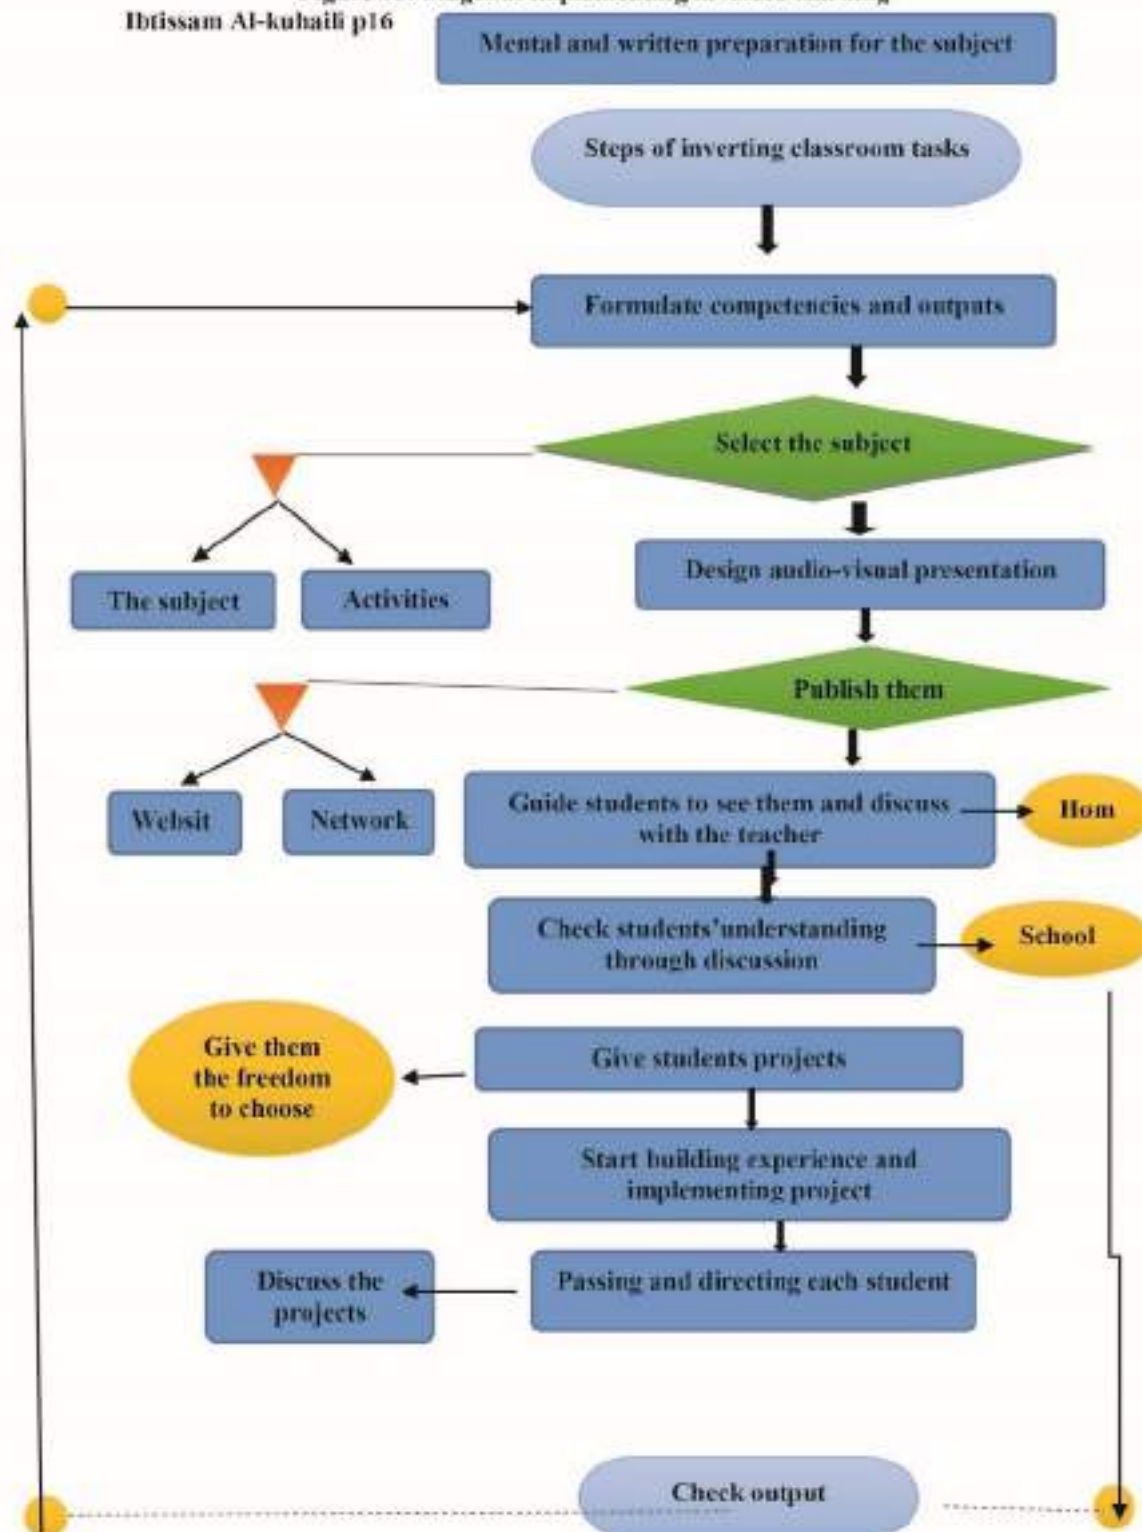 Ibtissam Al-kuhaili p16
Mental and written preparation for the subject
Steps of inverting classroom tasks
Formulate competencies and outputs
Select the subject
The subject
Activities
Design audio-visual presentation
Publish them
Websit
Network
Guide students to see them and discuss
with the teacher
Hom
Check students'understanding
through discussion
School
Give them
the freedom
to choose
Give students projects
Start building experience and
implementing project
Discuss the
projects
Passing and directing each student
Check output